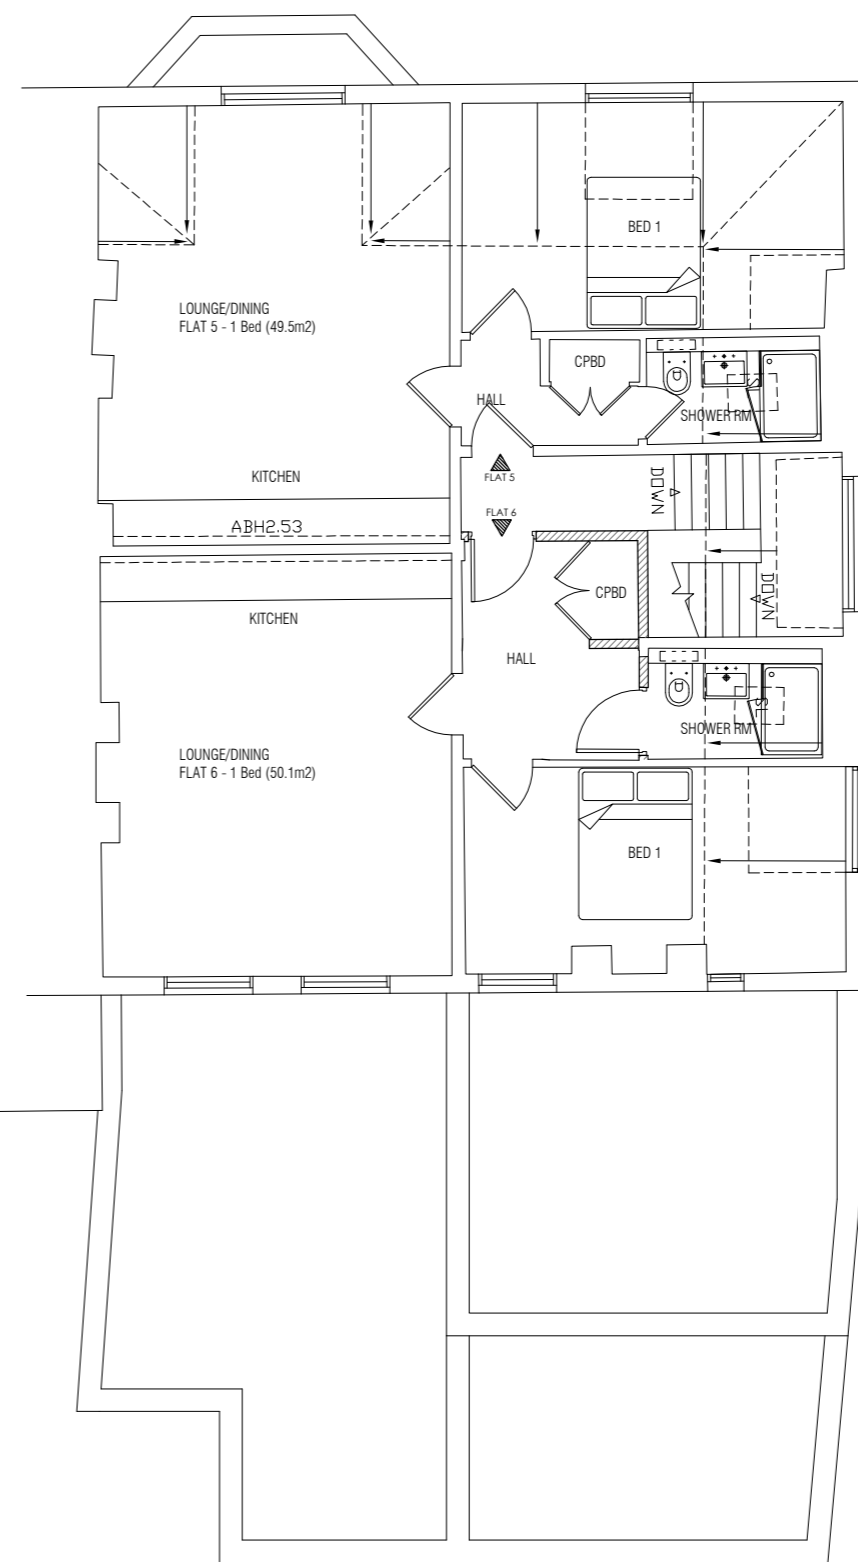 BED 1
LOUNGE/DINING
FLAT 5 - 1 Bed (49.5m2)
CPBD
HALL
SHOWER RM
KITCHEN
FLAT 5
DOWN
FLAT 6
ABH2.53
DOWN
CPBD
KITCHEN
HALL
SHOWER RM
LOUNGE/DINING
FLAT 6 - 1 Bed (50.1m2)
BED 1